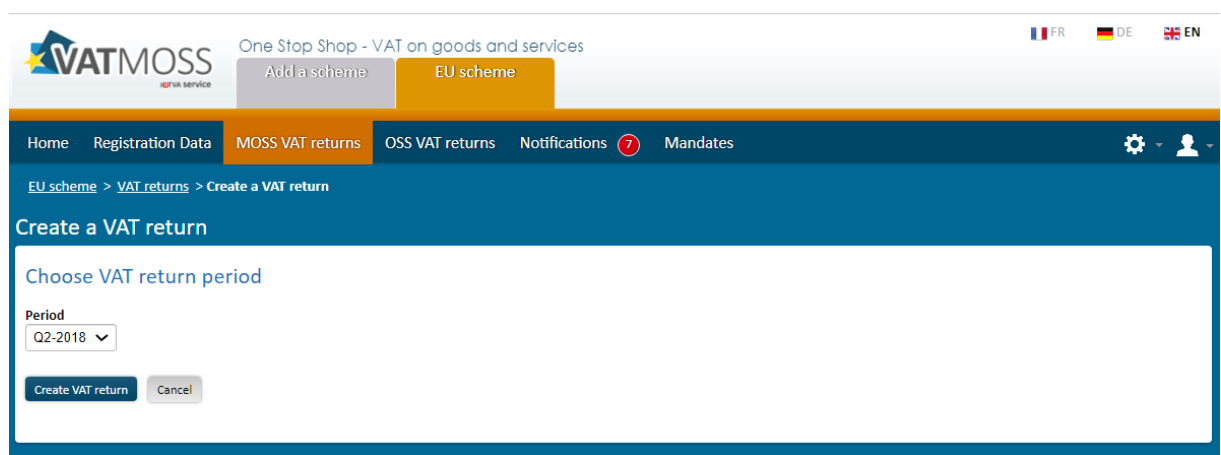 VATMOSS
One Stop Shop - VAT on goods and services
FR DE EN
Add a scheme EU scheme
Home Registration Data MOSS VAT returns OSS VAT returns Notifications 7 Mandates
EU scheme > VAT returns > Create a VAT return
Create a VAT return
Choose VAT return period
Period
Q2-2018
Create VAT return Cancel